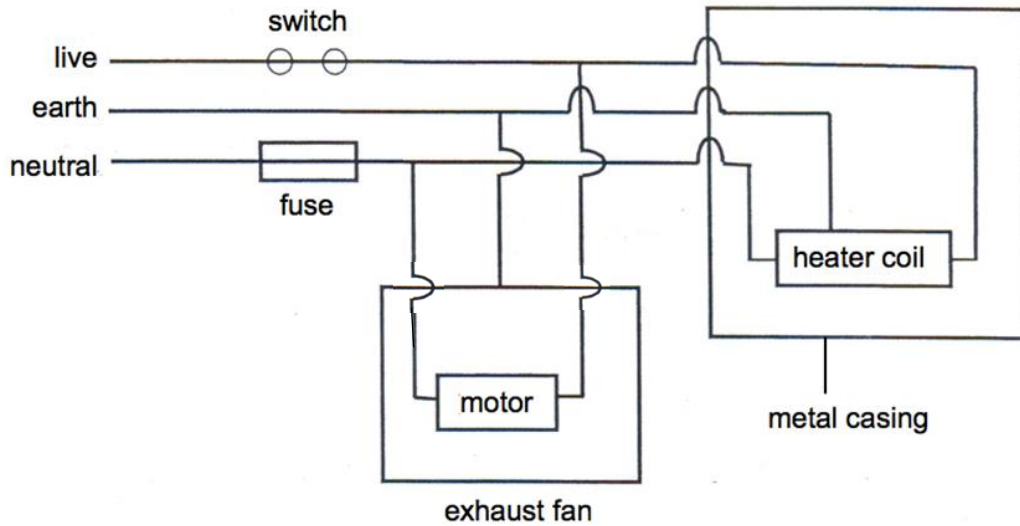 switch
live
earth
neutral
fuse
heater coil
motor
metal casing
exhaust fan